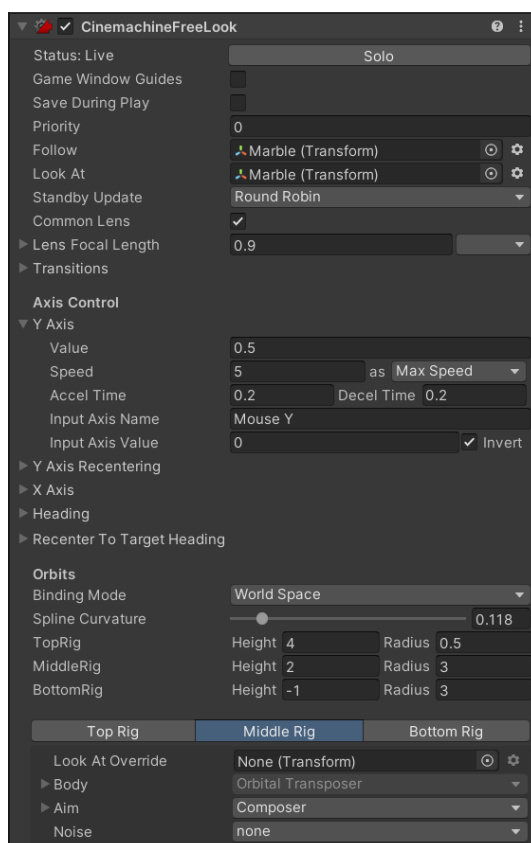 CinemachineFreeLook
Status: Live Solo
Game Window Guides
Save During Play
Priority 0
Follow Marble (Transform)
Look At Marble (Transform)
Standby Update Round Robin
Common Lens
Lens Focal Length 0.9
Transitions
Axis Control
Y Axis
Value 0.5
Speed 5 as Max Speed
Accel Time 0.2 Decel Time 0.2
Input Axis Name Mouse Y
Input Axis Value 0 Invert
Y Axis Recentering
X Axis
Heading
Recenter To Target Heading
Orbits
Binding Mode World Space
Spline Curvature 0.118
TopRig Height 4 Radius 0.5
MiddleRig Height 2 Radius 3
BottomRig Height -1 Radius 3
Top Rig Middle Rig Bottom Rig
Look At Override None (Transform)
Body Orbital Transposer
Aim Composer
Noise none